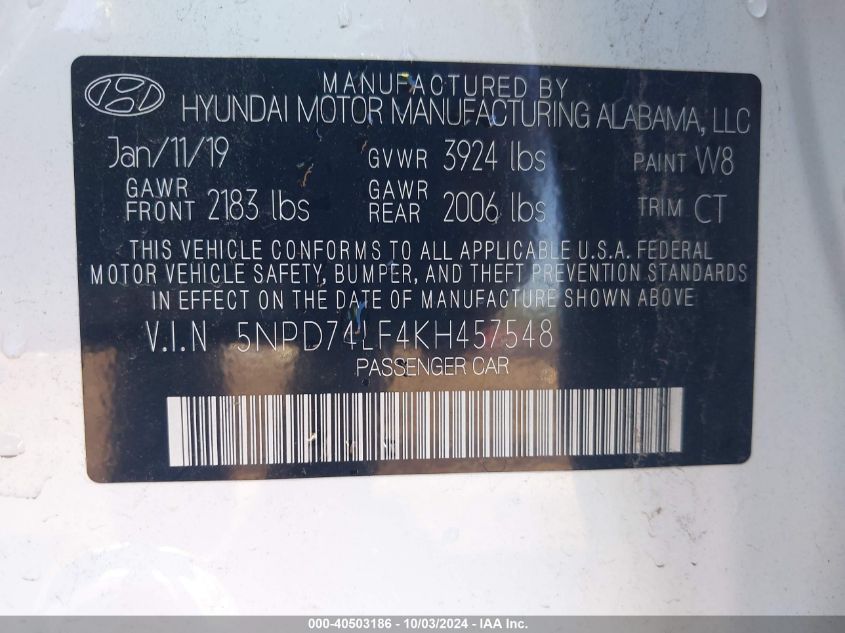 MANUFACTURED BY
HYUNDAI MOTOR MANUFACTURING ALABAMA, LLC
Jan/11/19 GVWR 3924 lbs PAINT W8
GAWR FRONT 2183 lbs GAWR REAR 2006 lbs TRIM CT
THIS VEHICLE CONFORMS TO ALL APPLICABLE U.S.A. FEDERAL
MOTOR VEHICLE SAFETY, BUMPER, AND THEFT PREVENTION STANDARDS
IN EFFECT ON THE DATE OF MANUFACTURE SHOWN ABOVE.
V.I.N 5NPD74LF4KH457548
PASSENGER CAR
000-40503186 - 10/03/2024 - IAA Inc.